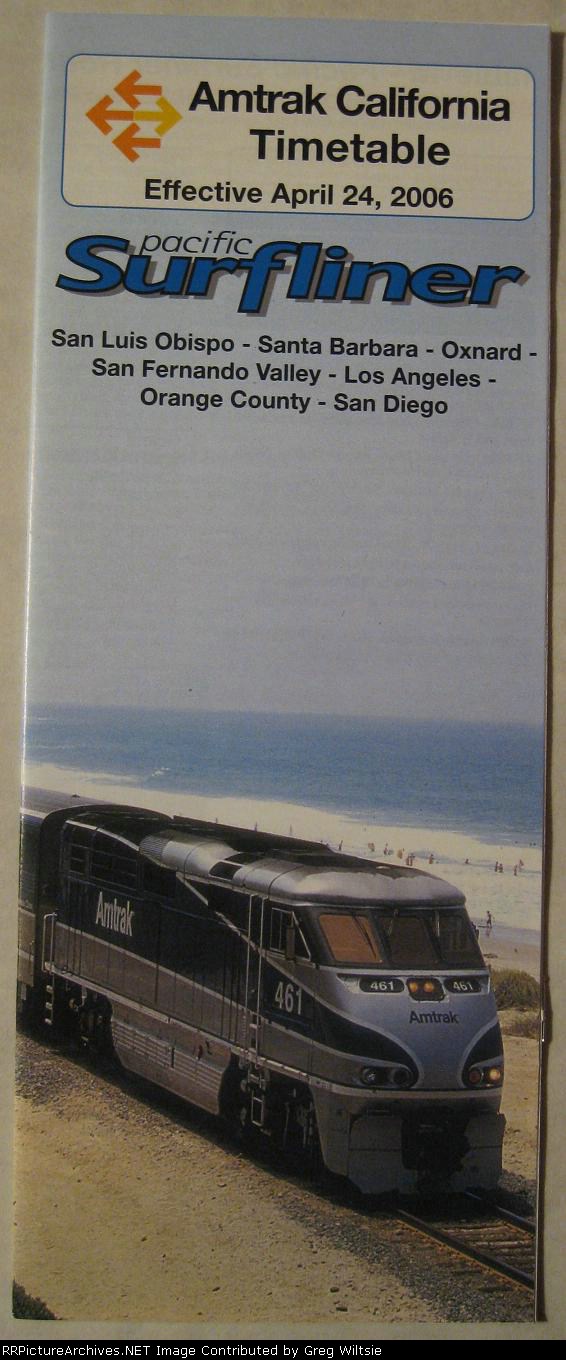 Amtrak California
Timetable
Effective April 24, 2006
pacific
Surfliner
San Luis Obispo - Santa Barbara - Oxnard -
San Fernando Valley - Los Angeles -
Orange County - San Diego
Amtrak
461
461 461
Amtrak
©RailPictureArchives.NET Image Contributed by Greg Wiltsie